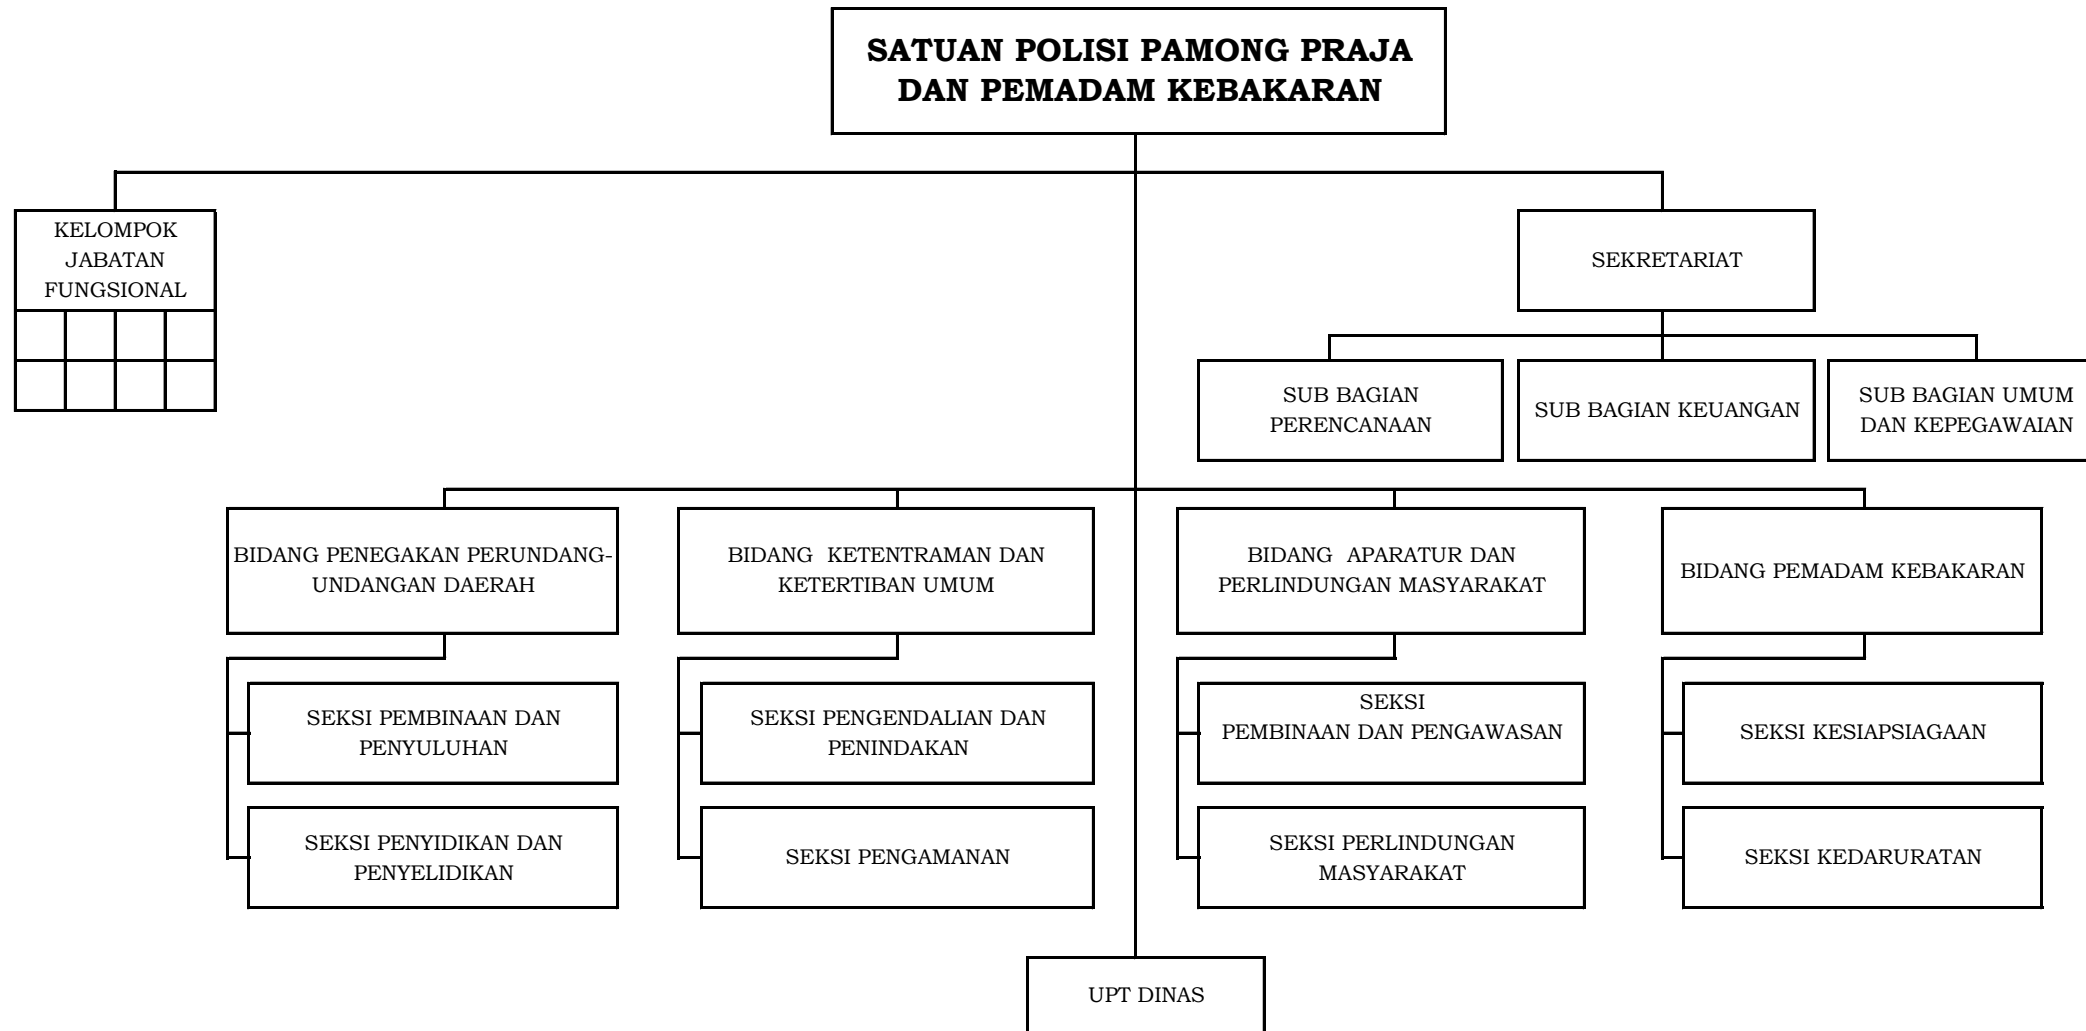 SATUAN POLISI PAMONG PRAJA
DAN PEMADAM KEBAKARAN
KELOMPOK
JABATAN
FUNGSIONAL
SEKRETARIAT
SUB BAGIAN
PERENCANAAN
SUB BAGIAN KEUANGAN
SUB BAGIAN UMUM
DAN KEPEGAWAIAN
BIDANG PENEGAKAN PERUNDANG-
UNDANGAN DAERAH
BIDANG  KETENTRAMAN DAN
KETERTIBAN UMUM
BIDANG  APARATUR DAN
PERLINDUNGAN MASYARAKAT
BIDANG PEMADAM KEBAKARAN
SEKSI PEMBINAAN DAN
PENYULUHAN
SEKSI PENGENDALIAN DAN
PENINDAKAN
SEKSI
PEMBINAAN DAN PENGAWASAN
SEKSI KESIAPSIAGAAN
SEKSI PENYIDIKAN DAN
PENYELIDIKAN
SEKSI PENGAMANAN
SEKSI PERLINDUNGAN
MASYARAKAT
SEKSI KEDARURATAN
UPT DINAS